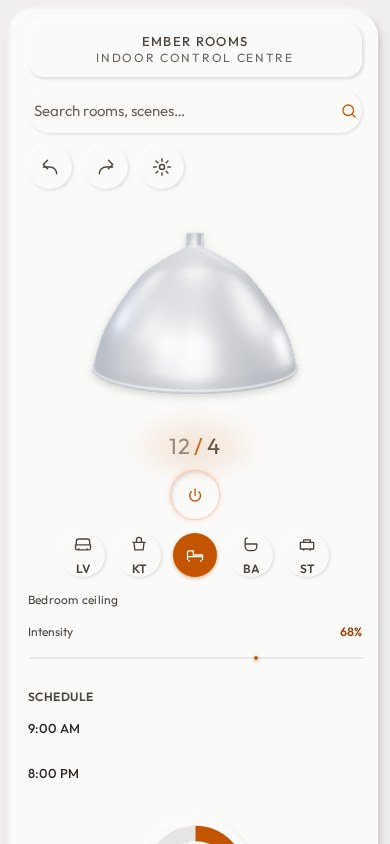 EMBER ROOMS
INDOOR CONTROL CENTRE
Search rooms, scenes...
12 / 4
LV KT BA ST
Bedroom ceiling
Intensity 68%
SCHEDULE
9:00 AM
8:00 PM